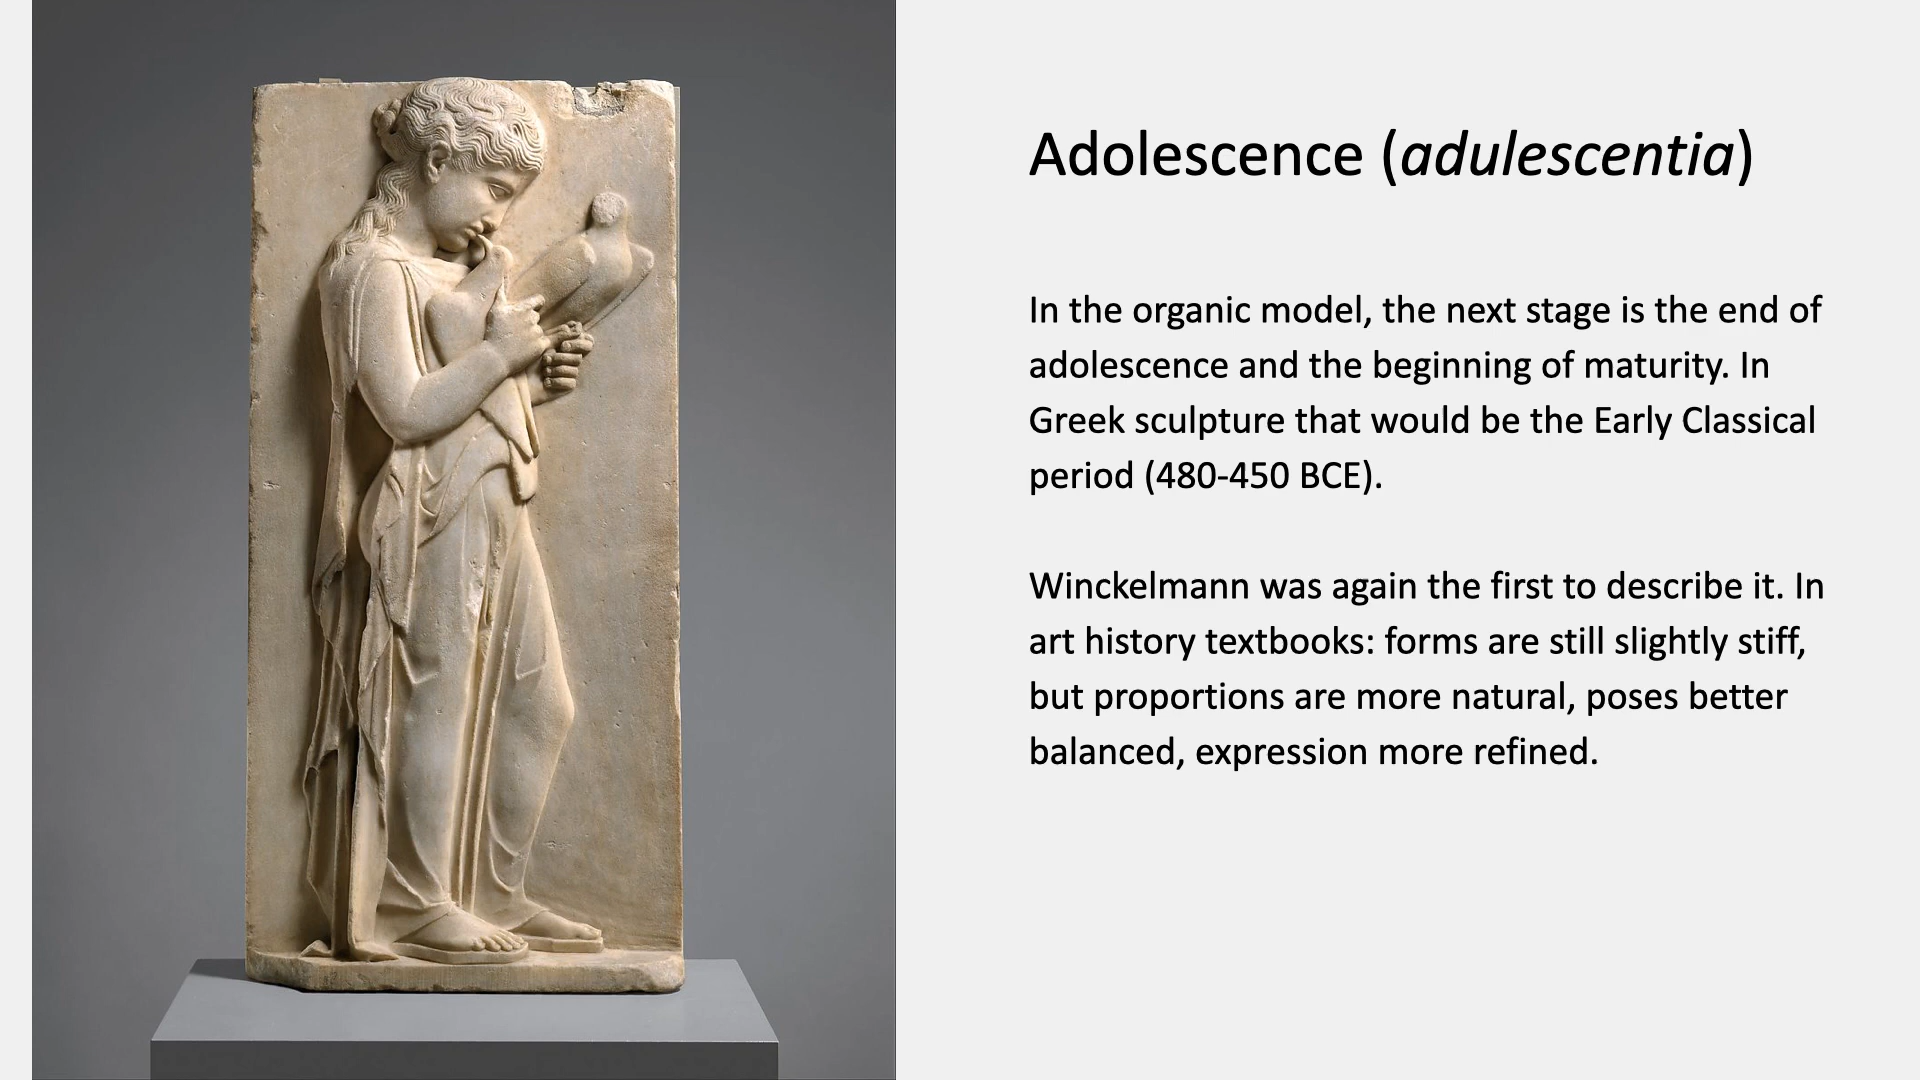 Adolescence (adulescentia)
In the organic model, the next stage is the end of
adolescence and the beginning of maturity. In
Greek sculpture that would be the Early Classical
period (480-450 BCE).
Winckelmann was again the first to describe it. In
art history textbooks: forms are still slightly stiff,
but proportions are more natural, poses better
balanced, expression more refined.